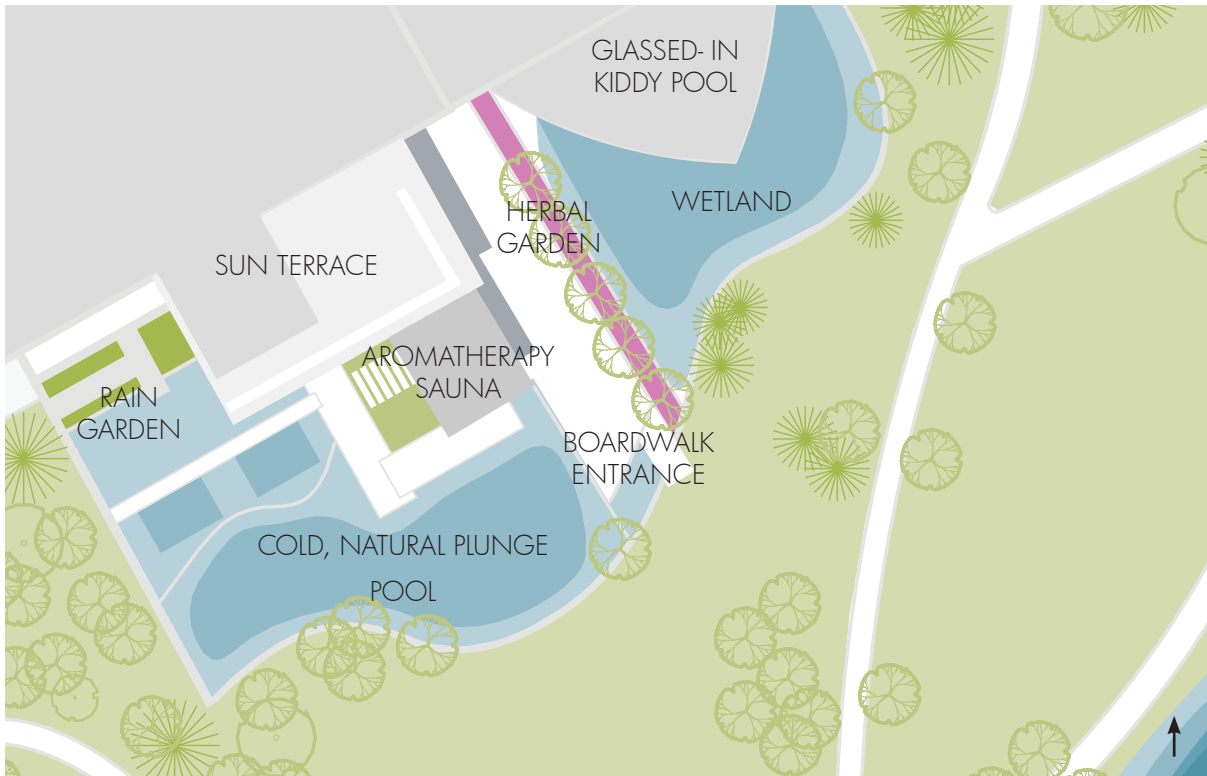 GLASSED- IN
KIDDY POOL
WETLAND
HERBAL
GARDEN
SUN TERRACE
AROMATHERAPY
SAUNA
RAIN
GARDEN
BOARDWALK
ENTRANCE
COLD, NATURAL PLUNGE
POOL